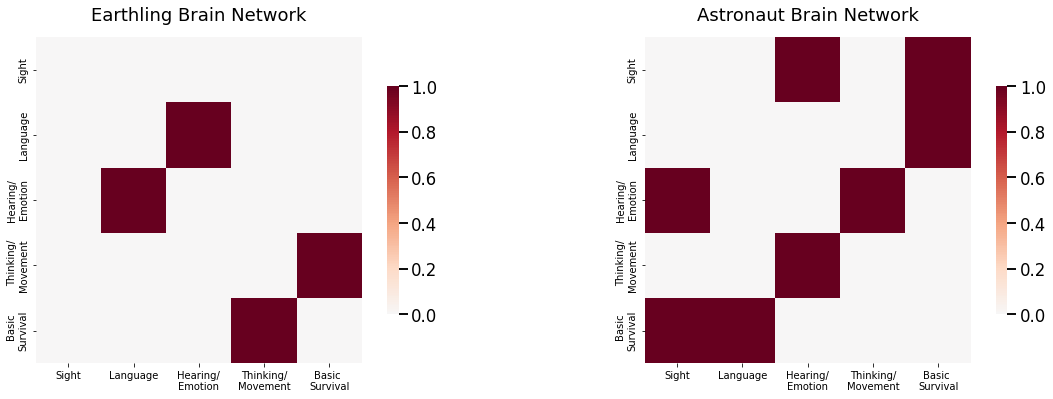 Earthling Brain Network
Sight
Language
Hearing/
Emotion
Thinking/
Movement
Basic
Survival
Sight
Language
Hearing/
Emotion
Thinking/
Movement
Basic
Survival
1.0
0.8
0.6
0.4
0.2
0.0
Astronaut Brain Network
Sight
Language
Hearing/
Emotion
Thinking/
Movement
Basic
Survival
Sight
Language
Hearing/
Emotion
Thinking/
Movement
Basic
Survival
1.0
0.8
0.6
0.4
0.2
0.0